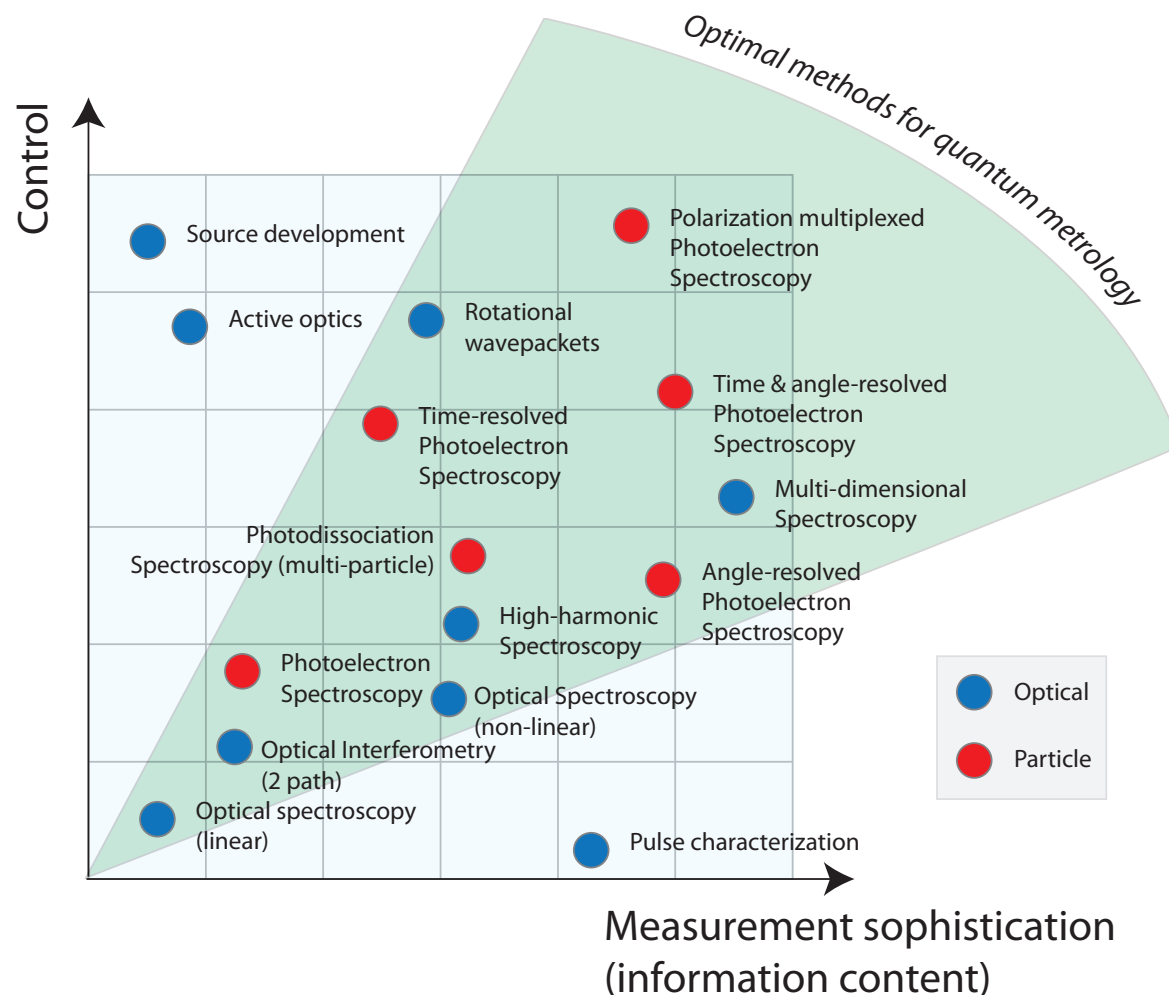 Optimal methods for quantum metrology
Control
Source development
Polarization multiplexed
Photoelectron
Spectroscopy
Active optics
Rotational
wavepackets
Time & angle-resolved
Photoelectron
Spectroscopy
Time-resolved
Photoelectron
Spectroscopy
Multi-dimensional
Spectroscopy
Photodissociation
Spectroscopy (multi-particle)
Angle-resolved
Photoelectron
Spectroscopy
High-harmonic
Spectroscopy
Photoelectron
Spectroscopy
Optical Spectroscopy
(non-linear)
Optical Interferometry
(2 path)
Optical spectroscopy
(linear)
Pulse characterization
Optical
Particle
Measurement sophistication
(information content)